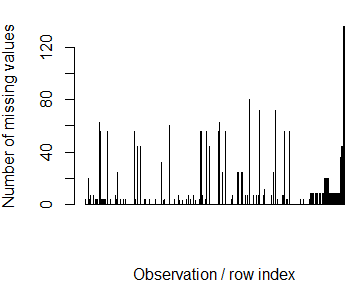 Number of missing values
120
80
40
0
Observation / row index